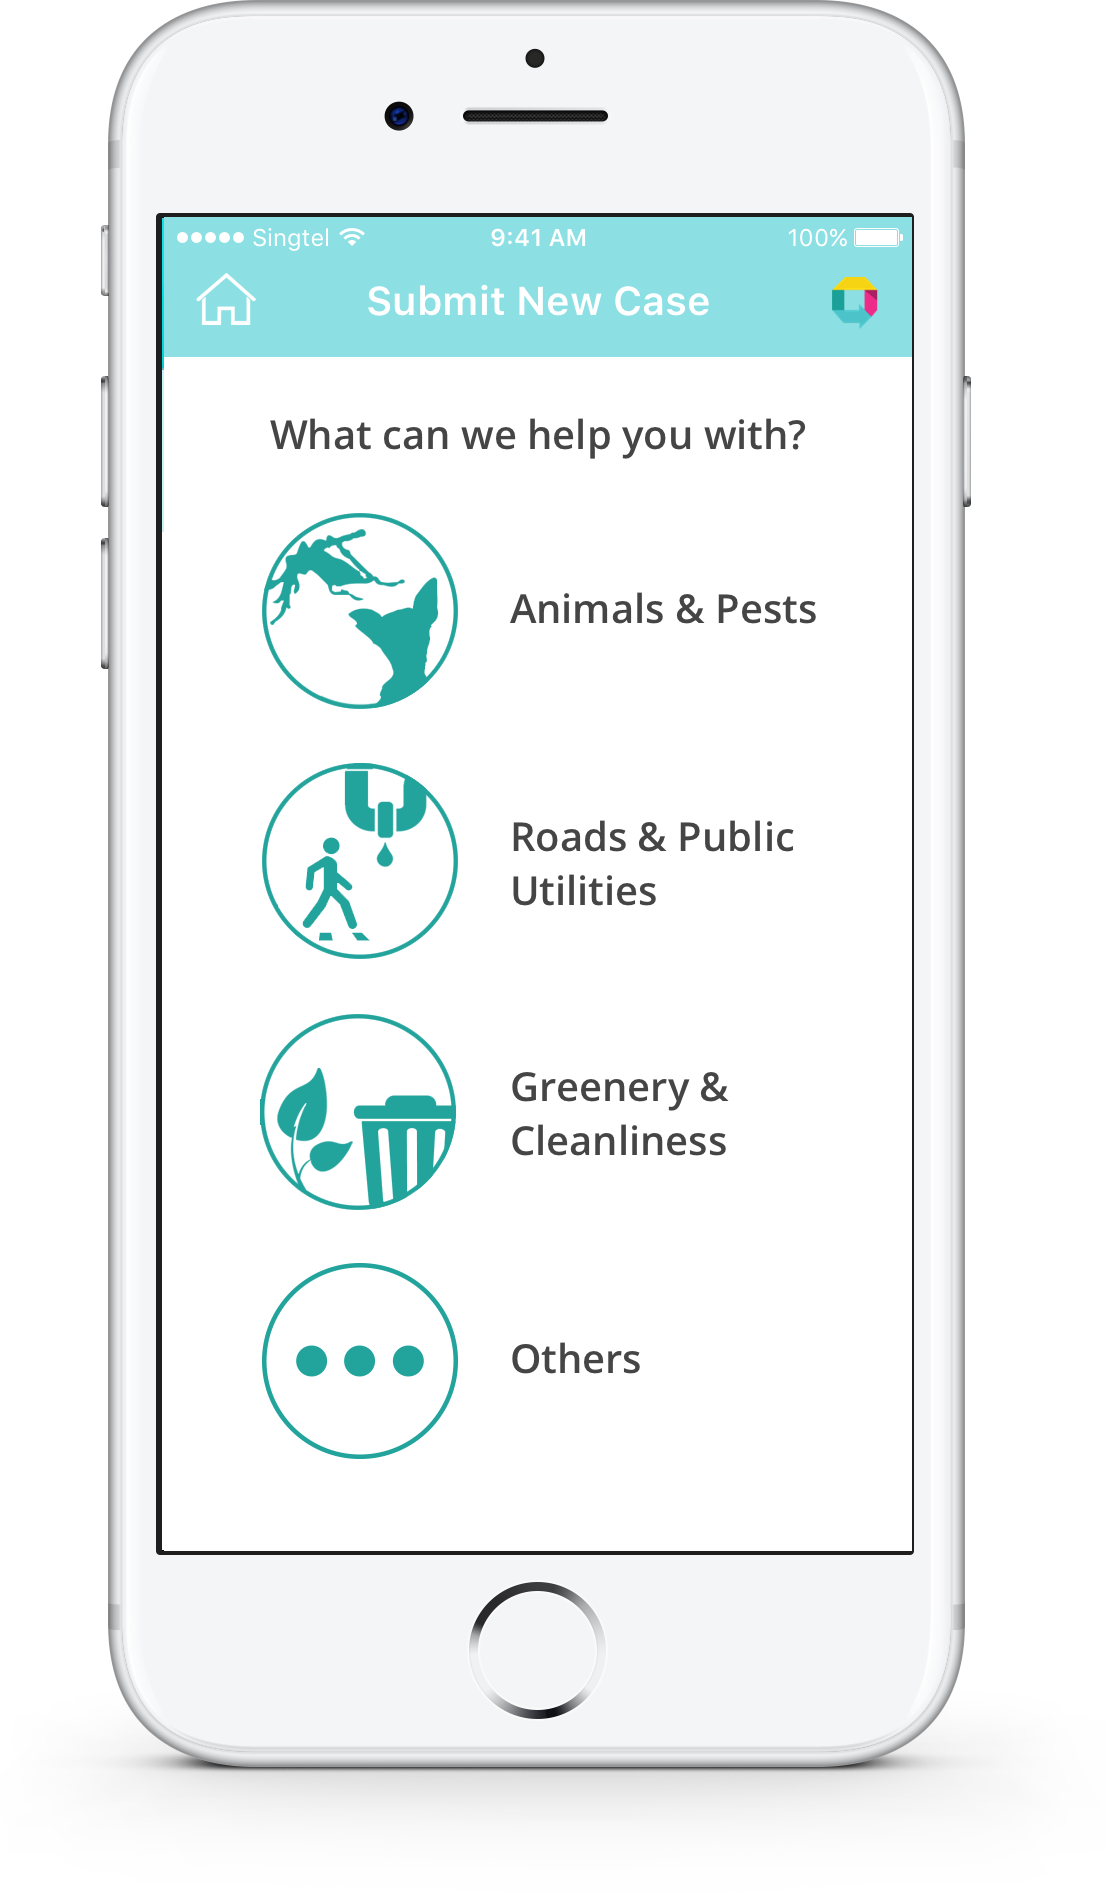 Singtel 9:41 AM 100%
Submit New Case
What can we help you with?
Animals & Pests
Roads & Public
Utilities
Greenery &
Cleanliness
Others